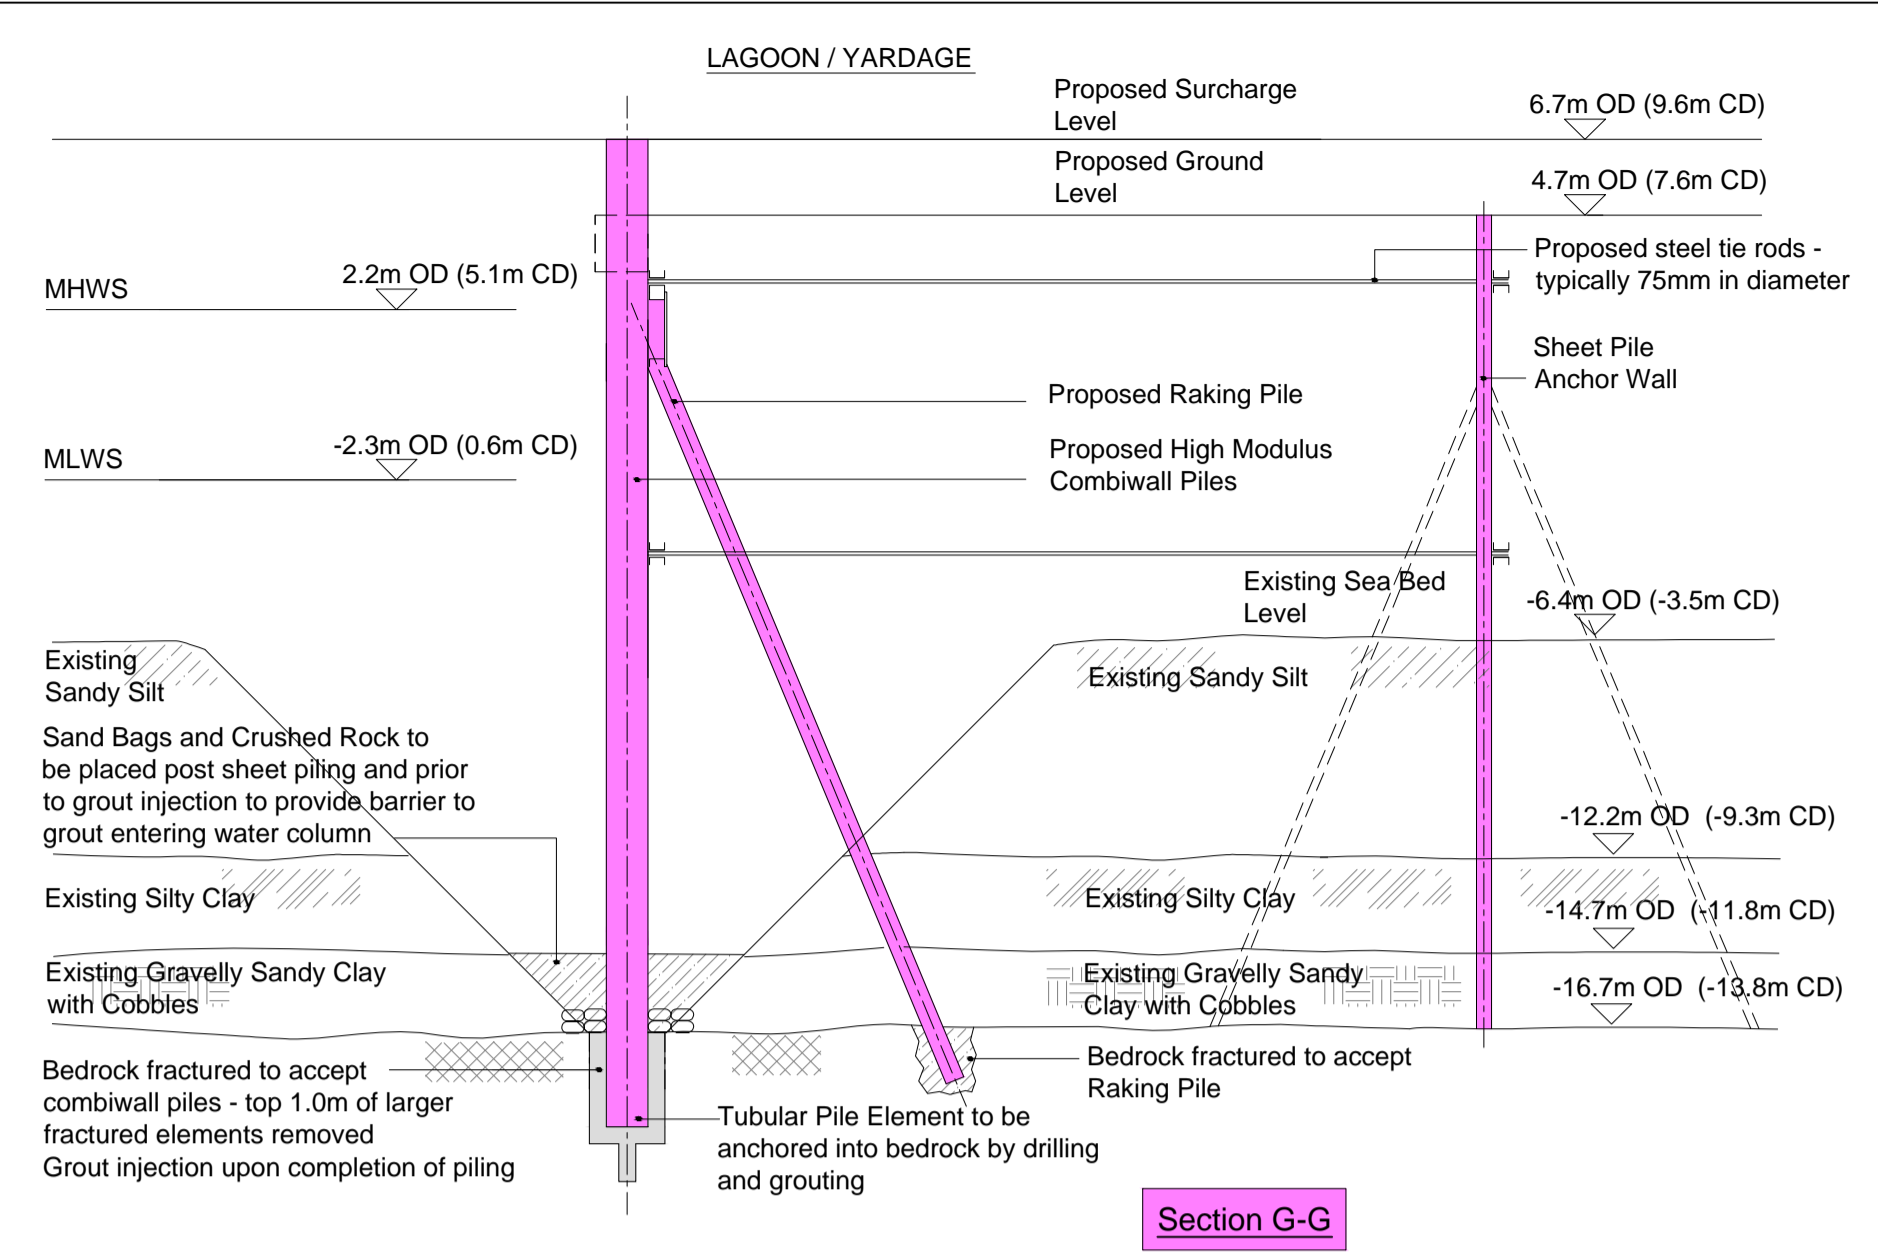 LAGOON / YARDAGE
Proposed Surcharge
Level
6.7m OD (9.6m CD)
Proposed Ground
Level
4.7m OD (7.6m CD)
Proposed steel tie rods -
typically 75mm in diameter
MHWS
2.2m OD (5.1m CD)
Sheet Pile
Anchor Wall
Proposed Raking Pile
MLWS
-2.3m OD (0.6m CD)
Proposed High Modulus
Combiwall Piles
Existing Sea Bed
Level
-6.4m OD (-3.5m CD)
Existing
Sandy Silt
Existing Sandy Silt
Sand Bags and Crushed Rock to
be placed post sheet piling and prior
to grout injection to provide barrier to
grout entering water column
-12.2m OD (-9.3m CD)
Existing Silty Clay
Existing Silty Clay
-14.7m OD (-11.8m CD)
Existing Gravelly Sandy Clay
with Cobbles
Existing Gravelly Sandy
Clay with Cobbles
-16.7m OD (-13.8m CD)
Bedrock fractured to accept
combiwall piles - top 1.0m of larger
fractured elements removed
Grout injection upon completion of piling
Bedrock fractured to accept
Raking Pile
Tubular Pile Element to be
anchored into bedrock by drilling
and grouting
Section G-G